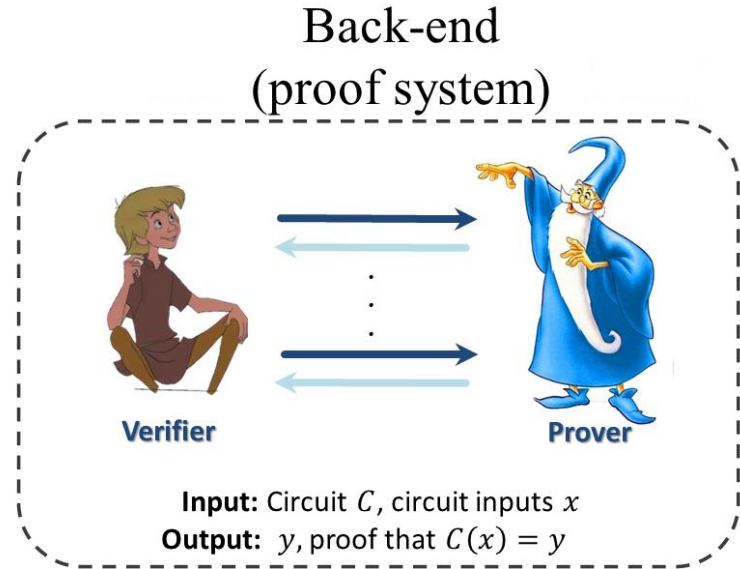 Back-end
(proof system)
.
.
.
Verifier
Prover
Input: Circuit C, circuit inputs x
Output: y, proof that C(x) = y